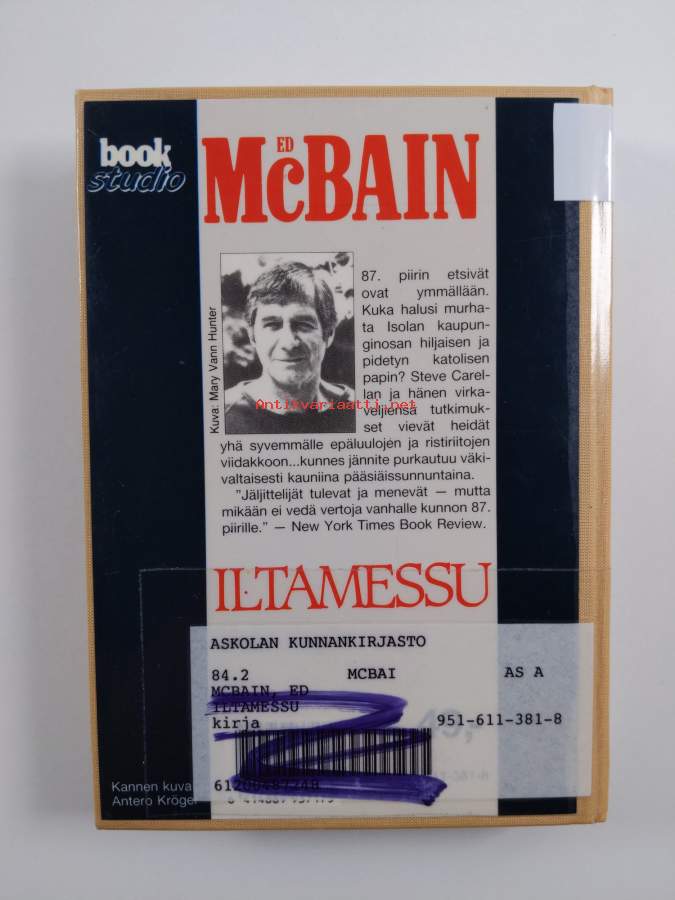 book
studio
ED
McBAIN
Kuva: Mary Vann Hunter
87. piirin etsivät
ovat ymmällään.
Kuka halusi murha-
ta Isolan kaupun-
ginosan hiljaisen ja
pidetyn katolisen
papin? Steve Carel-
lan ja hänen virka-
veljiensä tutkimuk-
set vievät heidät
yhä syvemmälle epäluulojen ja ristiriitojen
viidakkoon...kunnes jännite purkautuu väki-
valtaisesti kauniina pääsiäissunnuntaina.
"Jäljittelijät tulevat ja menevät — mutta
mikään ei vedä vertoja vanhalle kunnon 87.
piirille." — New York Times Book Review.
Antikvariaatti.net
ILTAMESSU
ASKOLAN KUNNANKIRJASTO
84.2 MCBAI AS A
MCBAIN, ED
ILTAMESSU
kirja 951-611-381-8
Kannen kuva
Antero Kröger